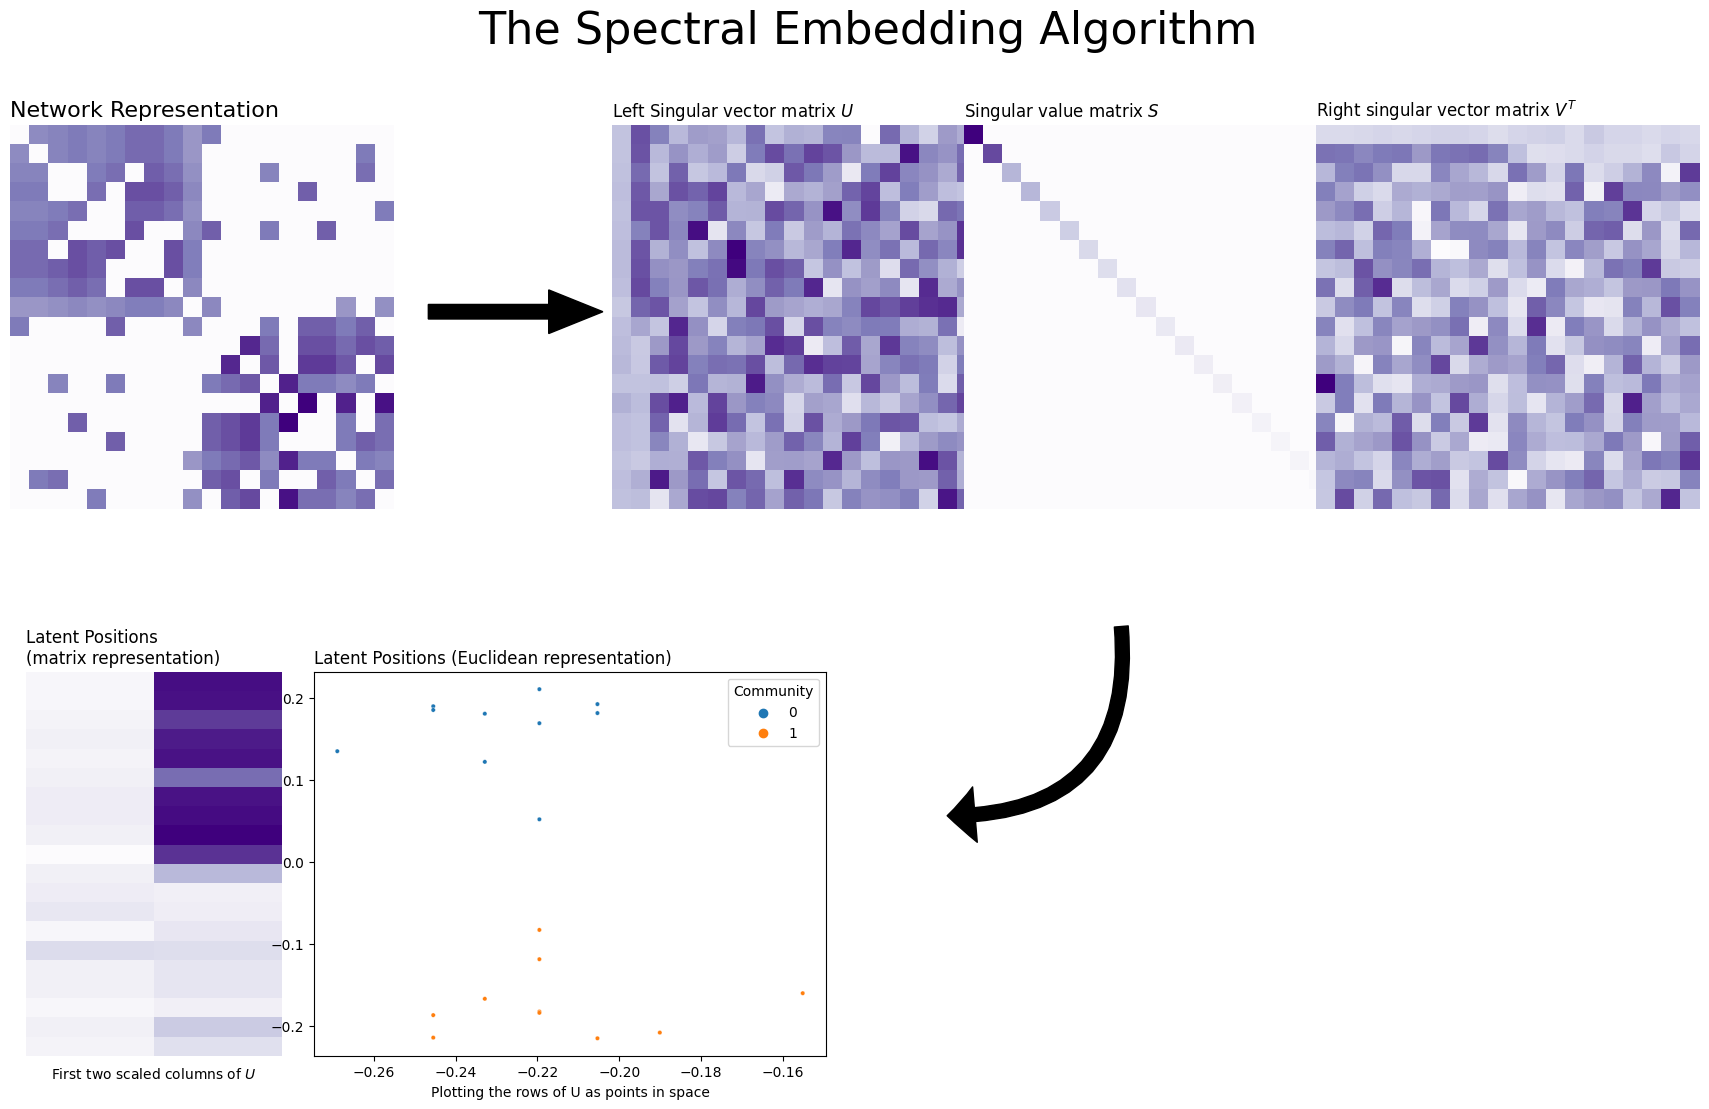 The Spectral Embedding Algorithm
Network Representation
Left Singular vector matrix U
Singular value matrix S
Right singular vector matrix V^T
Latent Positions
(matrix representation)
First two scaled columns of U
Latent Positions (Euclidean representation)
Community
0
1
0.2
0.1
0.0
−0.1
−0.2
−0.26
−0.24
−0.22
−0.20
−0.18
−0.16
Plotting the rows of U as points in space